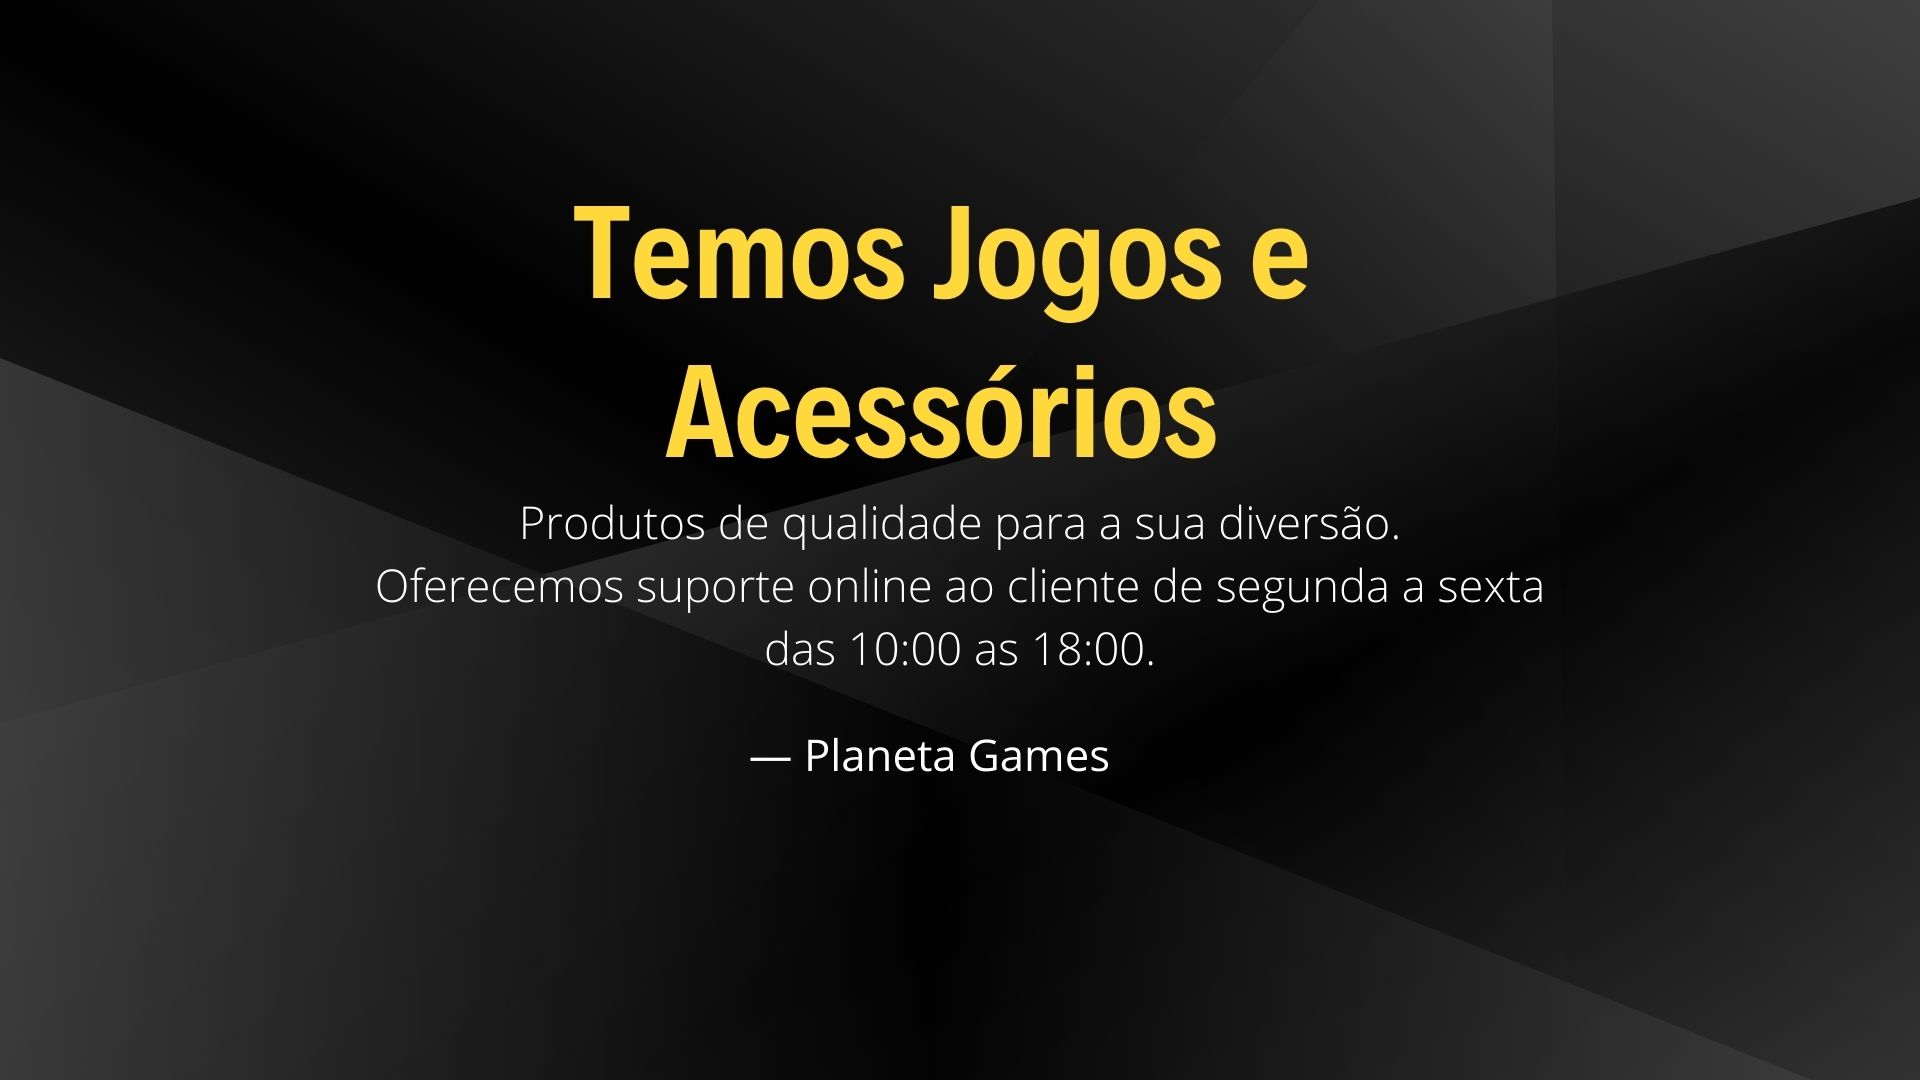 Temos Jogos e
Acessórios
Produtos de qualidade para a sua diversão.
Oferecemos suporte online ao cliente de segunda a sexta
das 10:00 as 18:00.
— Planeta Games